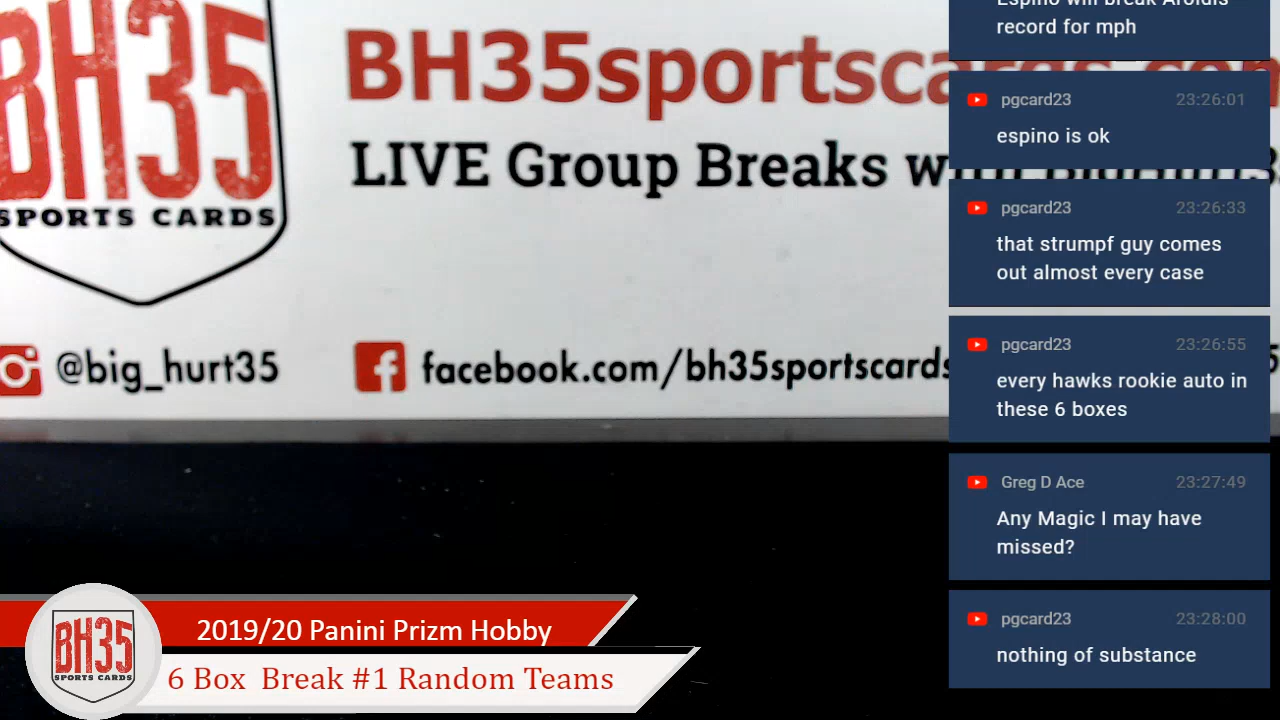 BH35
SPORTS CARDS
BH35sportsca
LIVE Group Breaks
@big_hurt35
facebook.com/bh35sportscards
Espino will break Aroldis
record for mph
pgcard23 23:26:01
espino is ok
pgcard23 23:26:33
that strumpf guy comes
out almost every case
pgcard23 23:26:55
every hawks rookie auto in
these 6 boxes
Greg D Ace 23:27:49
Any Magic I may have
missed?
pgcard23 23:28:00
nothing of substance
BH35
SPORTS CARDS
2019/20 Panini Prizm Hobby
6 Box Break #1 Random Teams